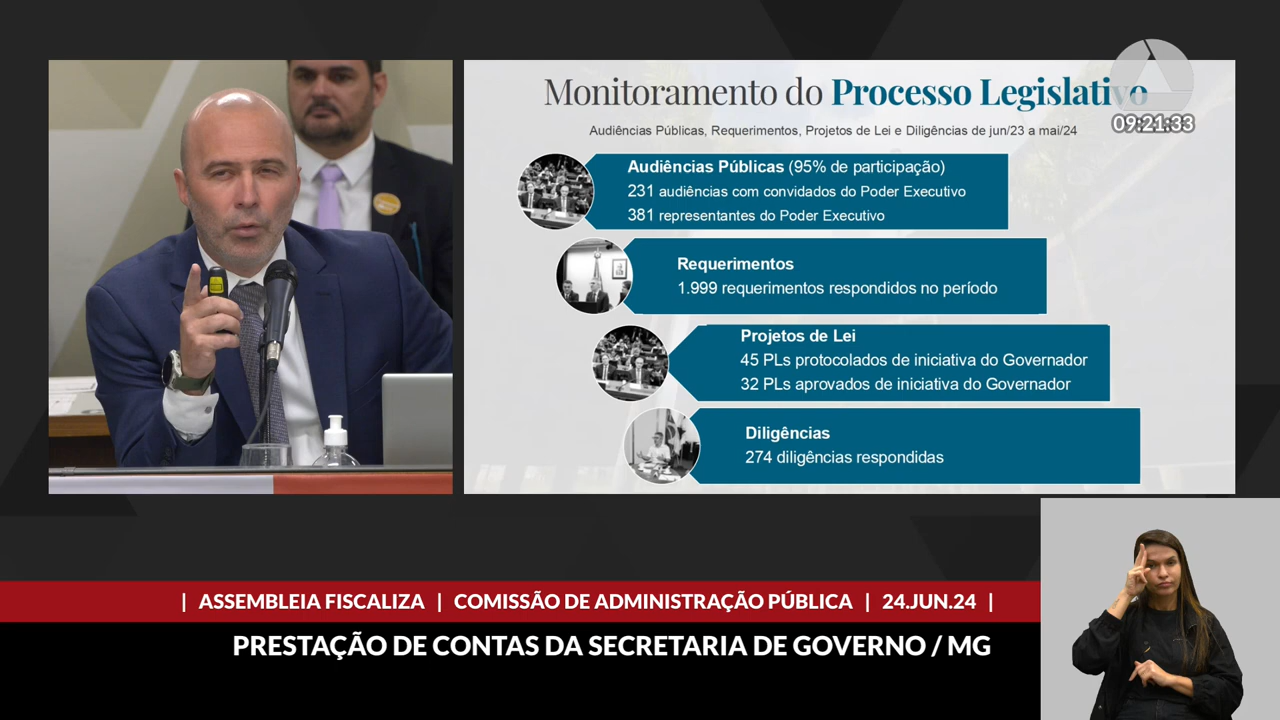 Monitoramento do Processo Legislativo
Audiências Públicas, Requerimentos, Projetos de Lei e Diligências de jun/23 a mai/24
09:21:33
Audiências Públicas (95% de participação)
231 audiências com convidados do Poder Executivo
381 representantes do Poder Executivo
Requerimentos
1.999 requerimentos respondidos no período
Projetos de Lei
45 PLs protocolados de iniciativa do Governador
32 PLs aprovados de iniciativa do Governador
Diligências
274 diligências respondidas
| ASSEMBLEIA FISCALIZA | COMISSÃO DE ADMINISTRAÇÃO PÚBLICA | 24.JUN.24 |
PRESTAÇÃO DE CONTAS DA SECRETARIA DE GOVERNO / MG